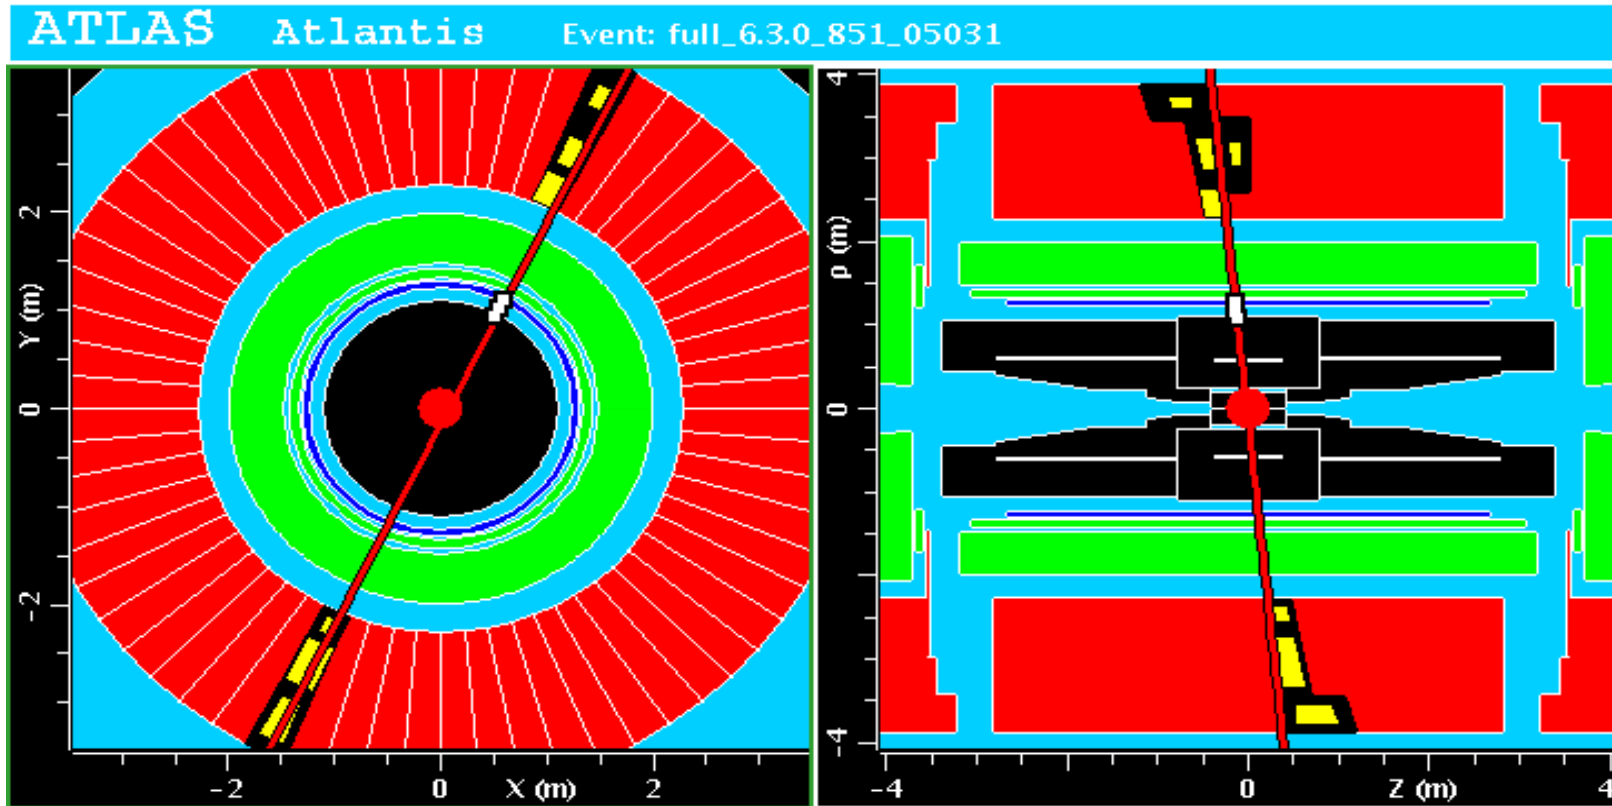 ATLAS Atlantis Event: full_6.3.0_851_05031
2
0
-2
Y (m)
-2 0 X (m) 2
4
ρ (m)
0
-4
-4 0 Z (m) 4